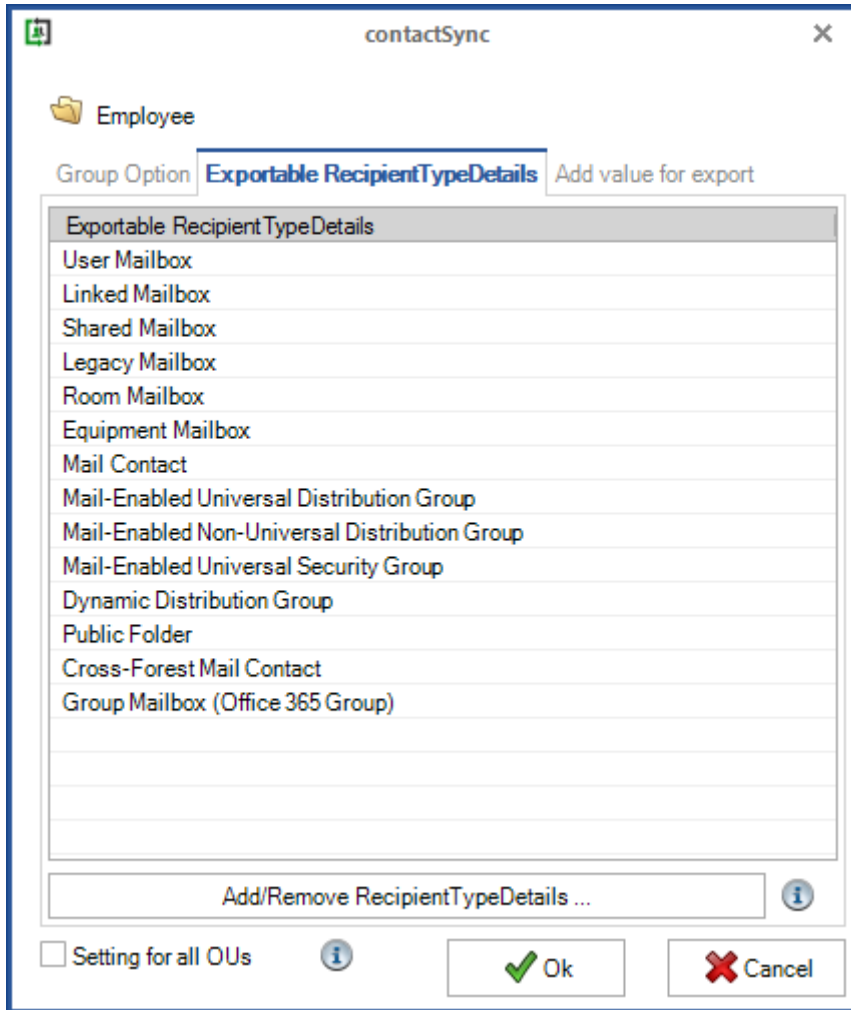 contactSync
Employee
Group Option Exportable RecipientTypeDetails Add value for export
Exportable RecipientTypeDetails
User Mailbox
Linked Mailbox
Shared Mailbox
Legacy Mailbox
Room Mailbox
Equipment Mailbox
Mail Contact
Mail-Enabled Universal Distribution Group
Mail-Enabled Non-Universal Distribution Group
Mail-Enabled Universal Security Group
Dynamic Distribution Group
Public Folder
Cross-Forest Mail Contact
Group Mailbox (Office 365 Group)
Add/Remove RecipientTypeDetails ...
Setting for all OUs Ok Cancel